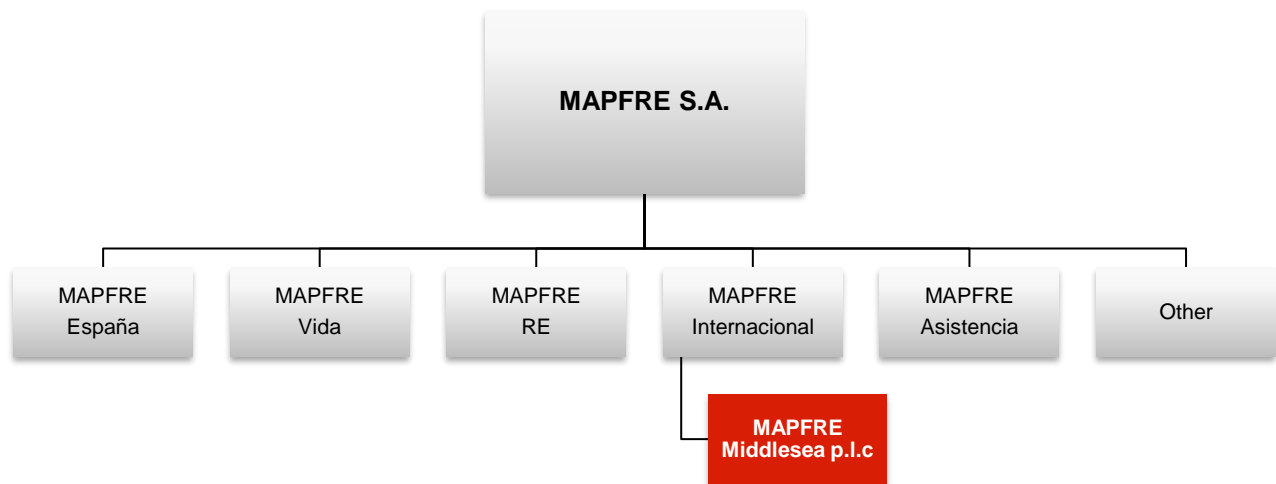 MAPFRE S.A.
MAPFRE
España
MAPFRE
Vida
MAPFRE
RE
MAPFRE
Internacional
MAPFRE
Asistencia
Other
MAPFRE
Middlesea p.l.c